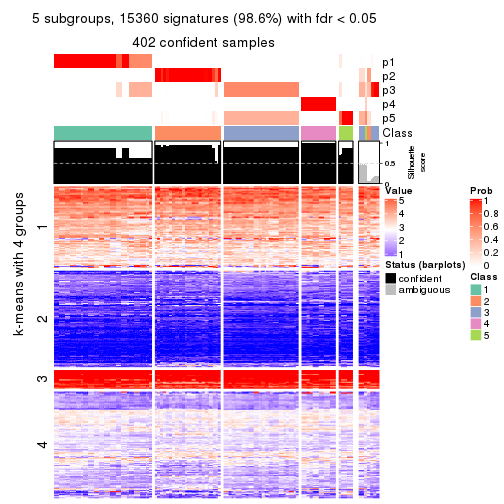 5 subgroups, 15360 signatures (98.6%) with fdr < 0.05
402 confident samples
p1
p2
p3
p4
p5
Class
1
0.5
0
Silhouette
score
k-means with 4 groups
1
2
3
4
Value
5
4
3
2
1
Status (barplots)
confident
ambiguous
Prob
1
0.8
0.6
0.4
0.2
0
Class
1
2
3
4
5